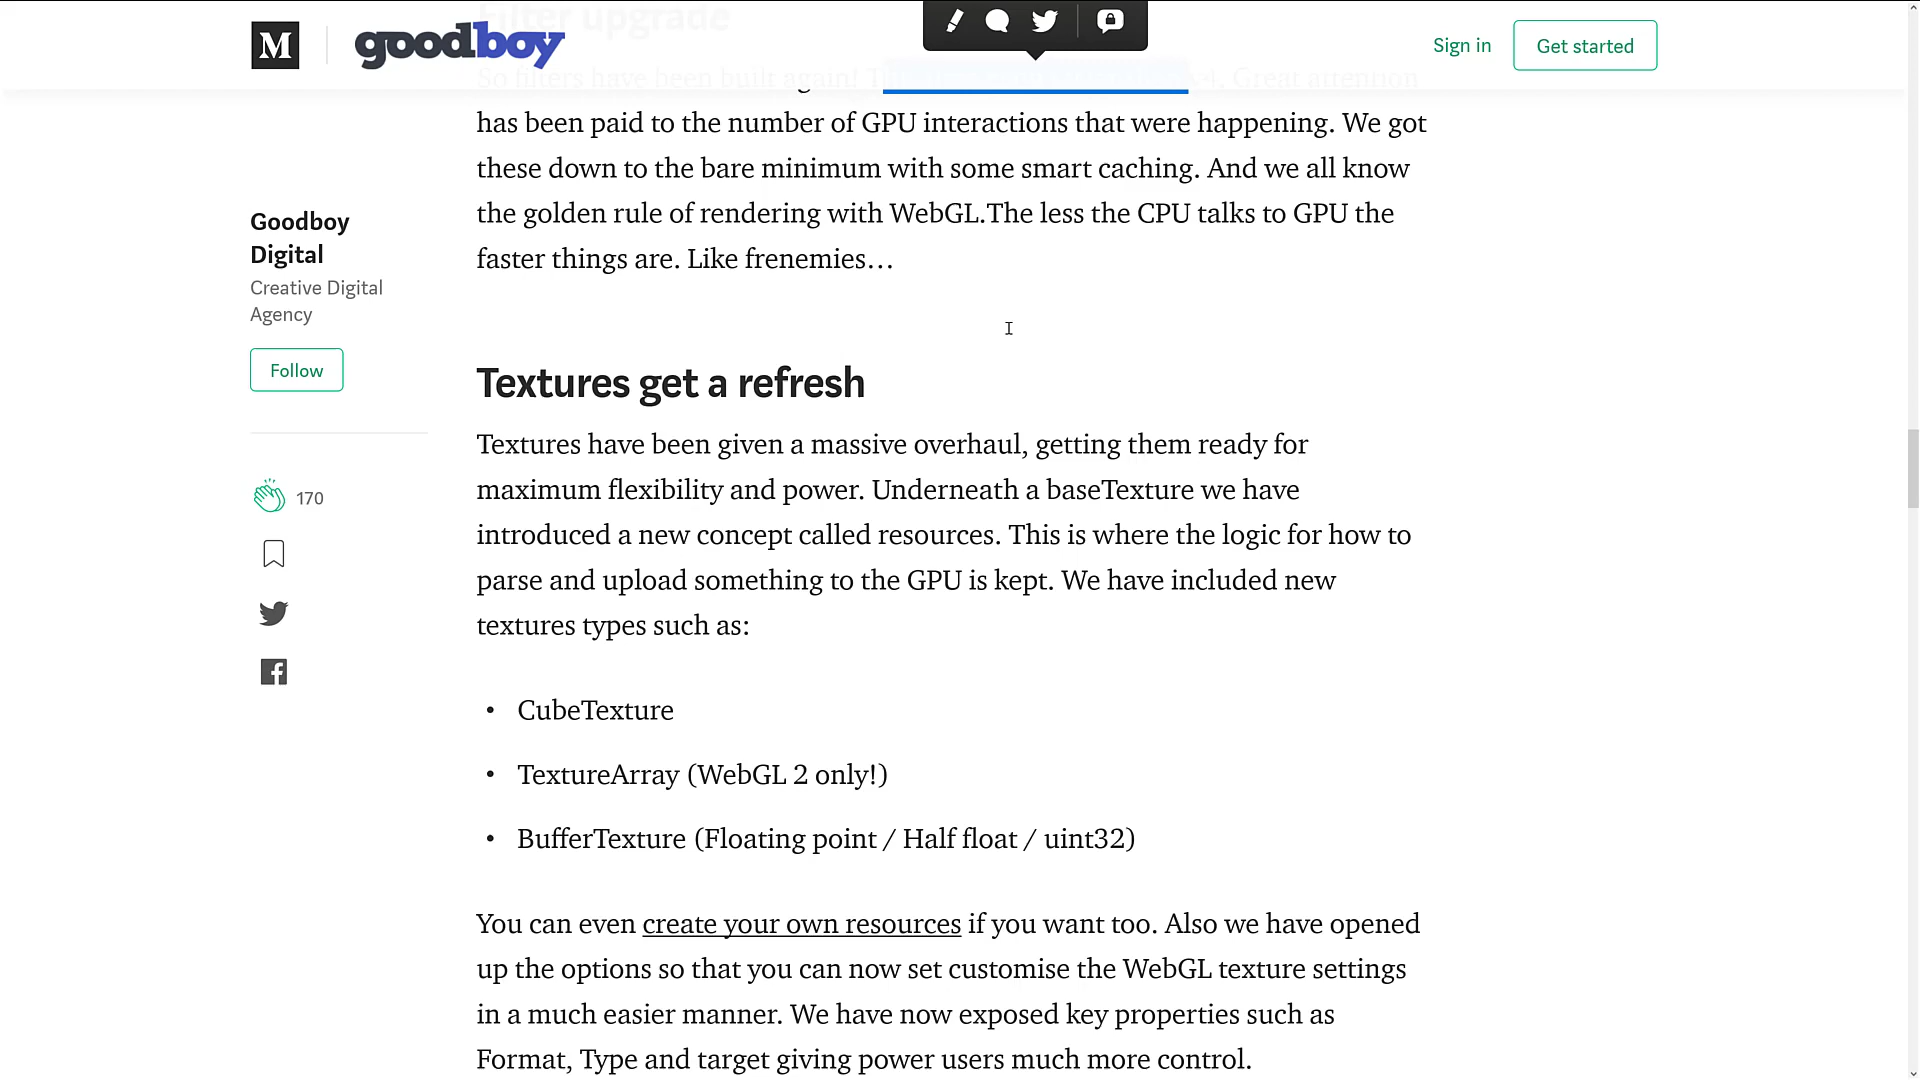 Filter upgrade
M goodboy
Sign in
Get started
So filters have been built again! T 4. Great attention
has been paid to the number of GPU interactions that were happening. We got
these down to the bare minimum with some smart caching. And we all know
the golden rule of rendering with WebGL.The less the CPU talks to GPU the
faster things are. Like frenemies…
Goodboy
Digital
Creative Digital
Agency
Follow
170
Textures get a refresh
Textures have been given a massive overhaul, getting them ready for
maximum flexibility and power. Underneath a baseTexture we have
introduced a new concept called resources. This is where the logic for how to
parse and upload something to the GPU is kept. We have included new
textures types such as:
• CubeTexture
• TextureArray (WebGL 2 only!)
• BufferTexture (Floating point / Half float / uint32)
You can even create your own resources if you want too. Also we have opened
up the options so that you can now set customise the WebGL texture settings
in a much easier manner. We have now exposed key properties such as
Format, Type and target giving power users much more control.